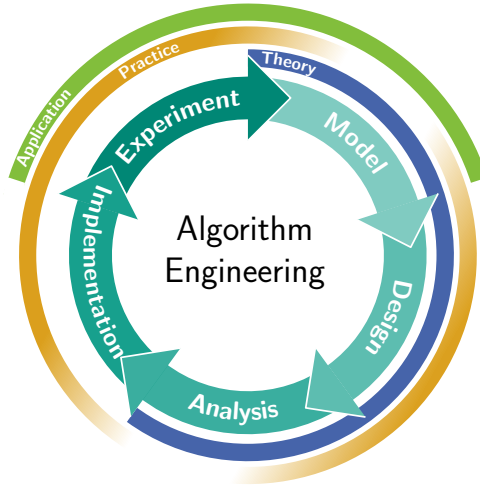 Application
Practice
Theory
Experiment
Model
Design
Analysis
Implementation
Algorithm
Engineering